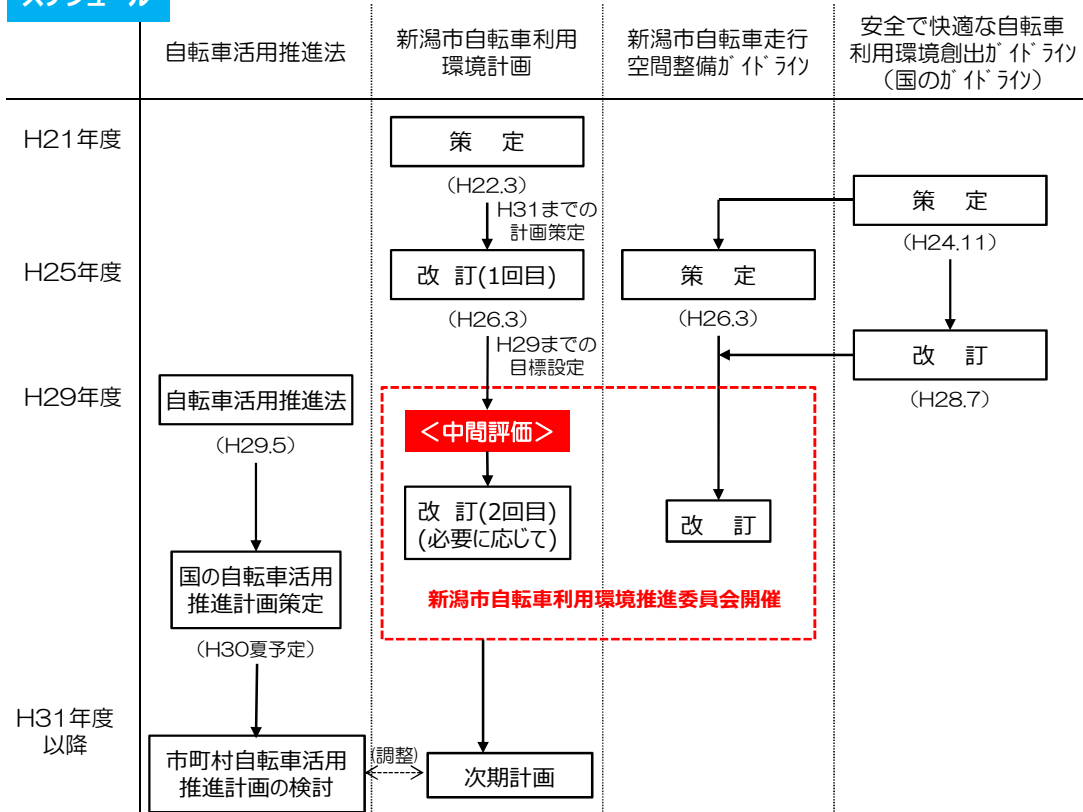 スケジュール
自転車活用推進法
新潟市自転車利用
環境計画
新潟市自転車走行
空間整備ガイドライン
安全で快適な自転車
利用環境創出ガイドライン
（国のガイドライン）
H21年度
策　定
（H22.3）
H31までの
計画策定
策　定
（H24.11）
H25年度
改 訂(1回目)
（H26.3）
策　定
（H26.3）
H29までの
目標設定
改　訂
（H28.7）
H29年度
自転車活用推進法
（H29.5）
＜中間評価＞
改 訂(2回目)
(必要に応じて)
改　訂
国の自転車活用
推進計画策定
（H30夏予定）
新潟市自転車利用環境推進委員会開催
H31年度
以降
市町村自転車活用
推進計画の検討
(調整)
次期計画